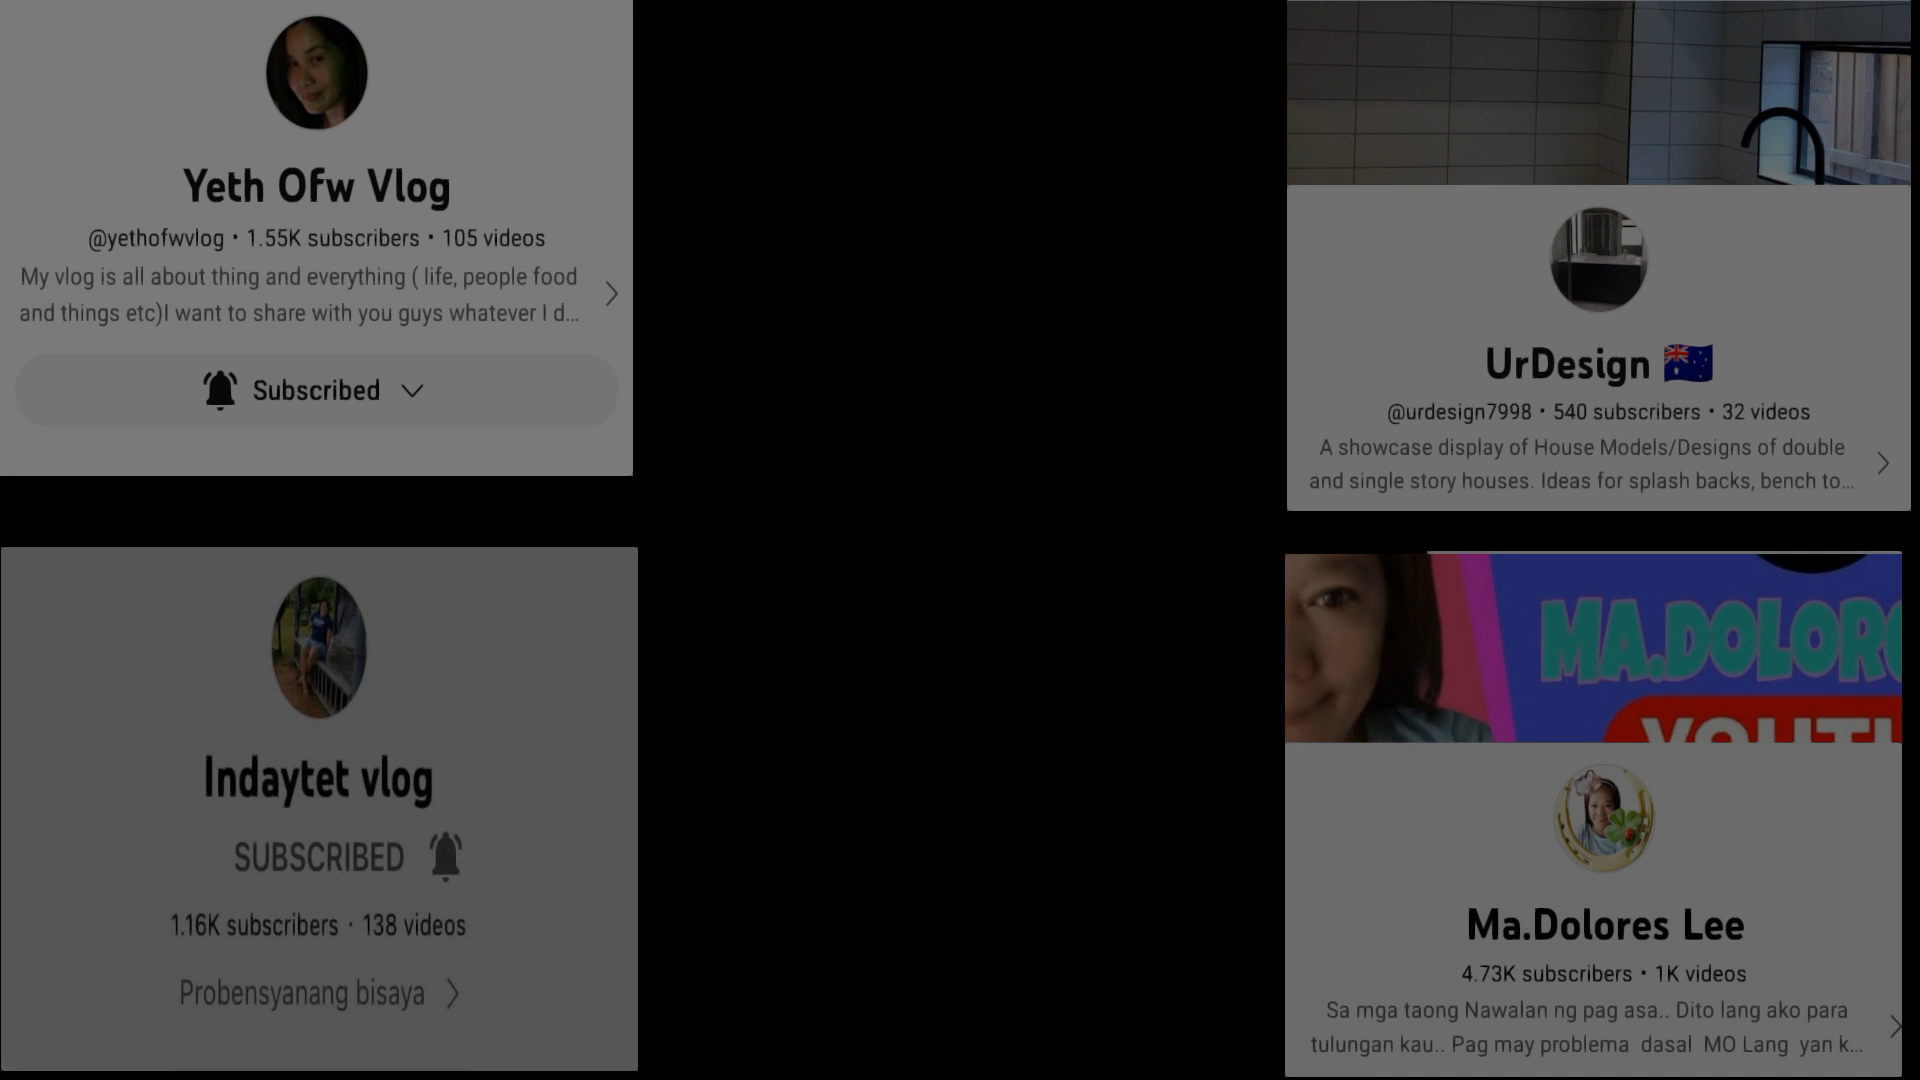 Yeth Ofw Vlog
@yethofwvlog • 1.55K subscribers • 105 videos
My vlog is all about thing and everything ( life, people food
and things etc)I want to share with you guys whatever I d...
Subscribed
UrDesign 🇦🇺
@urdesign7998 • 540 subscribers • 32 videos
A showcase display of House Models/Designs of double
and single story houses. Ideas for splash backs, bench to...
Indaytet vlog
SUBSCRIBED
1.16K subscribers · 138 videos
Probensyanang bisaya
MA.DOLOR
YOUT
Ma.Dolores Lee
4.73K subscribers • 1K videos
Sa mga taong Nawalan ng pag asa.. Dito lang ako para
tulungan kau.. Pag may problema dasal MO Lang yan k...